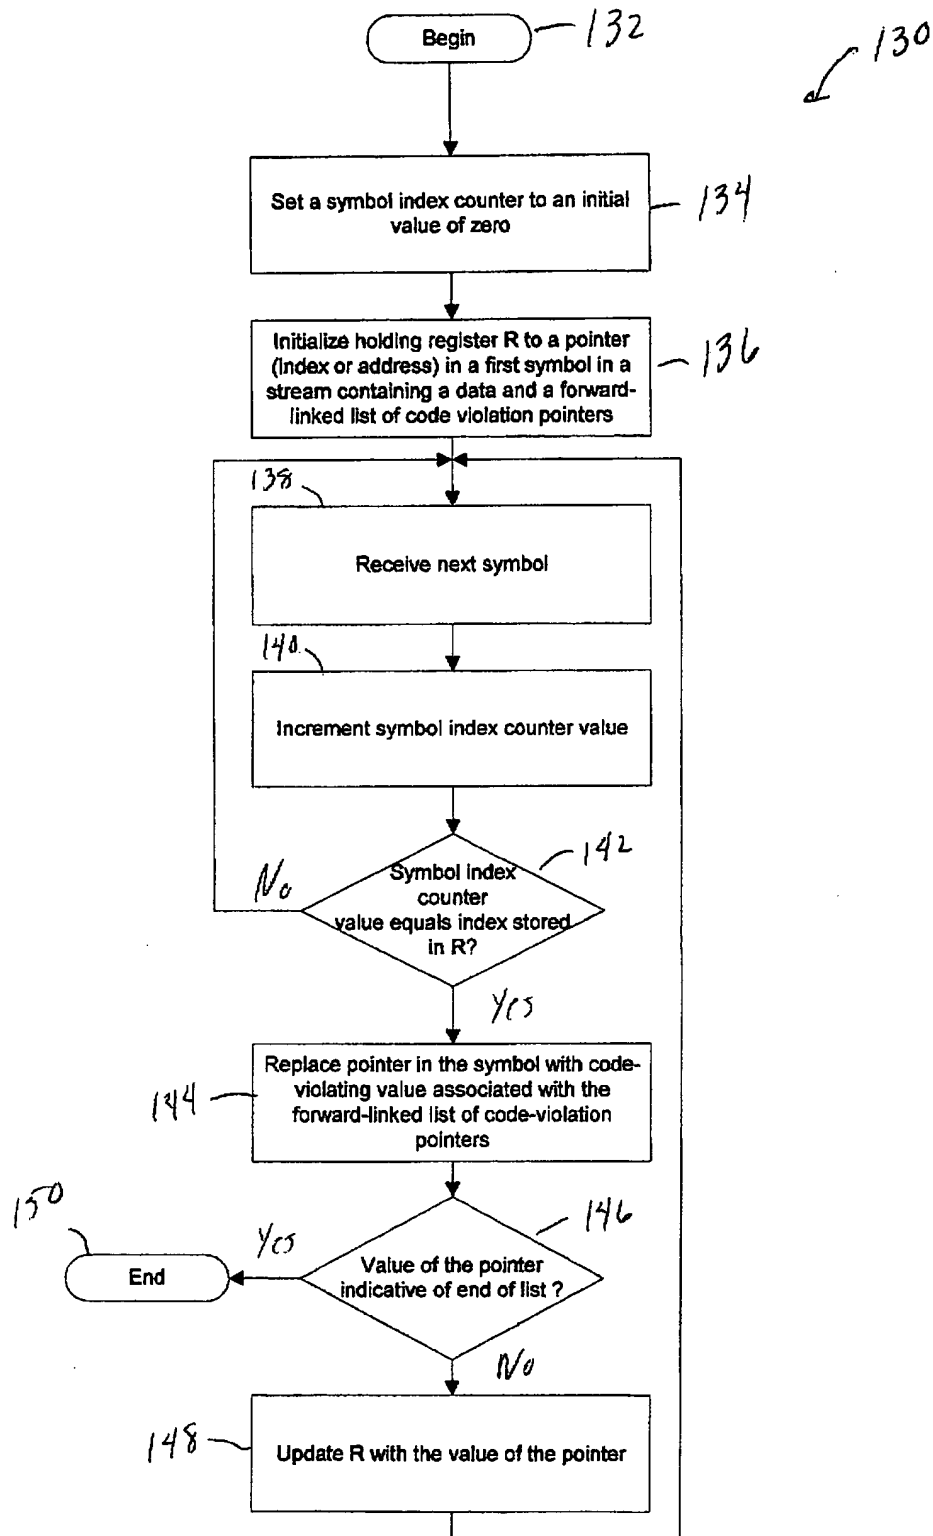 Begin
132
130
Set a symbol index counter to an initial
value of zero
134
Initialize holding register R to a pointer
(index or address) in a first symbol in a
stream containing a data and a forward-
linked list of code violation pointers
136
138
Receive next symbol
140
Increment symbol index counter value
142
No
Symbol index
counter
value equals index stored
in R?
Yes
Replace pointer in the symbol with code-
violating value associated with the
forward-linked list of code-violation
pointers
144
150
Yes
146
End
Value of the pointer
indicative of end of list ?
No
148
Update R with the value of the pointer